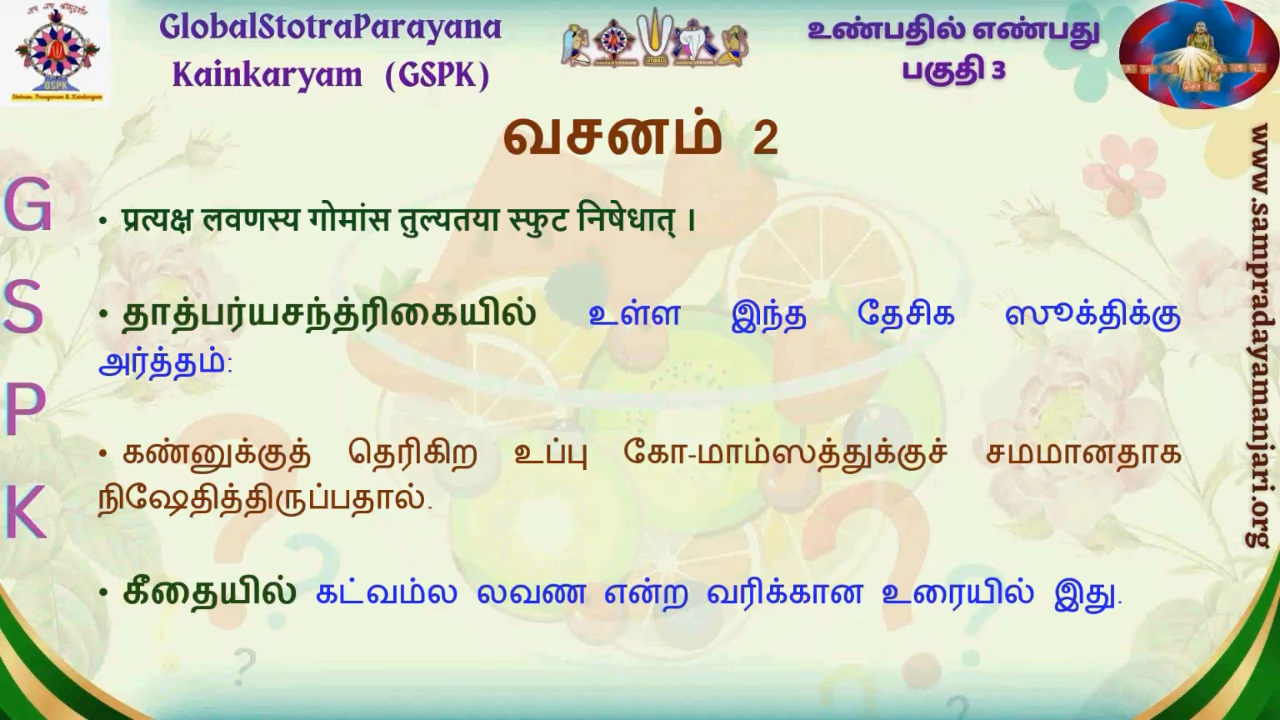 GlobalStotraParayana
Kainkaryam (GSPK)
உண்பதில் எண்பது
பகுதி 3
GSPK
வசனம் 2
• प्रत्यक्ष लवणस्य गोमांस तुल्यतया स्फुट निषेधात् ।
• தாத்பர்யசந்த்ரிகையில் உள்ள இந்த தேசிக ஸூக்திக்கு
அர்த்தம்:
• கண்னுக்குத் தெரிகிற உப்பு கோ-மாம்ஸத்துக்குச் சமமானதாக
நிஷேதித்திருப்பதால்.
• கீதையில் கட்வம்ல லவண என்ற வரிக்கான உரையில் இது.
G
S
P
K
www.sampradayamanjari.org